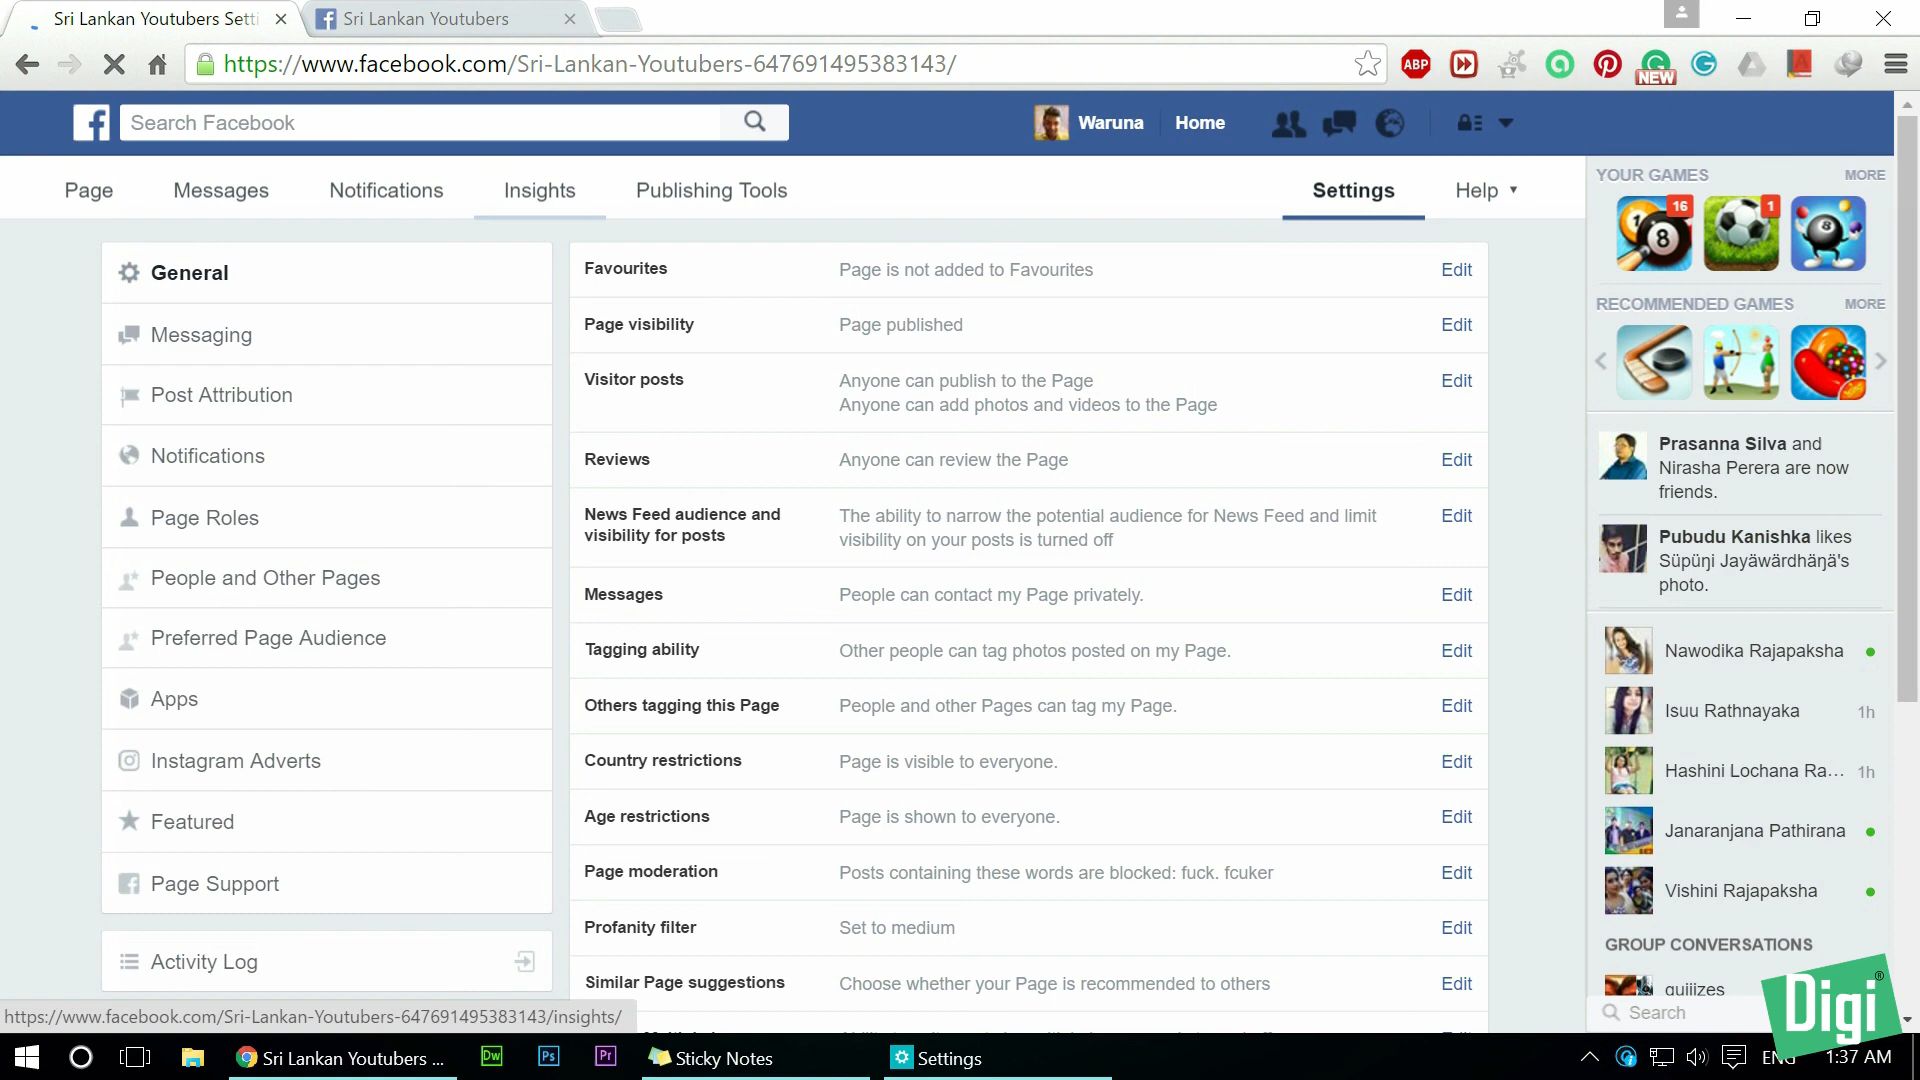 Sri Lankan Youtubers Setti
Sri Lankan Youtubers
https://www.facebook.com/Sri-Lankan-Youtubers-647691495383143/
ABP
NEW
Search Facebook
Waruna
Home
Page
Messages
Notifications
Insights
Publishing Tools
Settings
Help
General
Messaging
Post Attribution
Notifications
Page Roles
People and Other Pages
Preferred Page Audience
Apps
Instagram Adverts
Featured
Page Support
Activity Log
Favourites
Page is not added to Favourites
Edit
Page visibility
Page published
Edit
Visitor posts
Anyone can publish to the Page
Anyone can add photos and videos to the Page
Edit
Reviews
Anyone can review the Page
Edit
News Feed audience and
visibility for posts
The ability to narrow the potential audience for News Feed and limit
visibility on your posts is turned off
Edit
Messages
People can contact my Page privately.
Edit
Tagging ability
Other people can tag photos posted on my Page.
Edit
Others tagging this Page
People and other Pages can tag my Page.
Edit
Country restrictions
Page is visible to everyone.
Edit
Age restrictions
Page is shown to everyone.
Edit
Page moderation
Posts containing these words are blocked: fuck. fcuker
Edit
Profanity filter
Set to medium
Edit
Similar Page suggestions
Choose whether your Page is recommended to others
Edit
YOUR GAMES
MORE
16
1
8
8
RECOMMENDED GAMES
MORE
Prasanna Silva and
Nirasha Perera are now
friends.
Pubudu Kanishka likes
Süpüŋi Jayäwärdhäŋä's
photo.
Nawodika Rajapaksha
Isuu Rathnayaka
1h
Hashini Lochana Ra...
1h
Janaranjana Pathirana
Vishini Rajapaksha
GROUP CONVERSATIONS
guiiizes
Search
Digi
https://www.facebook.com/Sri-Lankan-Youtubers-647691495383143/insights/
Sri Lankan Youtubers ...
Dw
Ps
Pr
Sticky Notes
Settings
1:37 AM